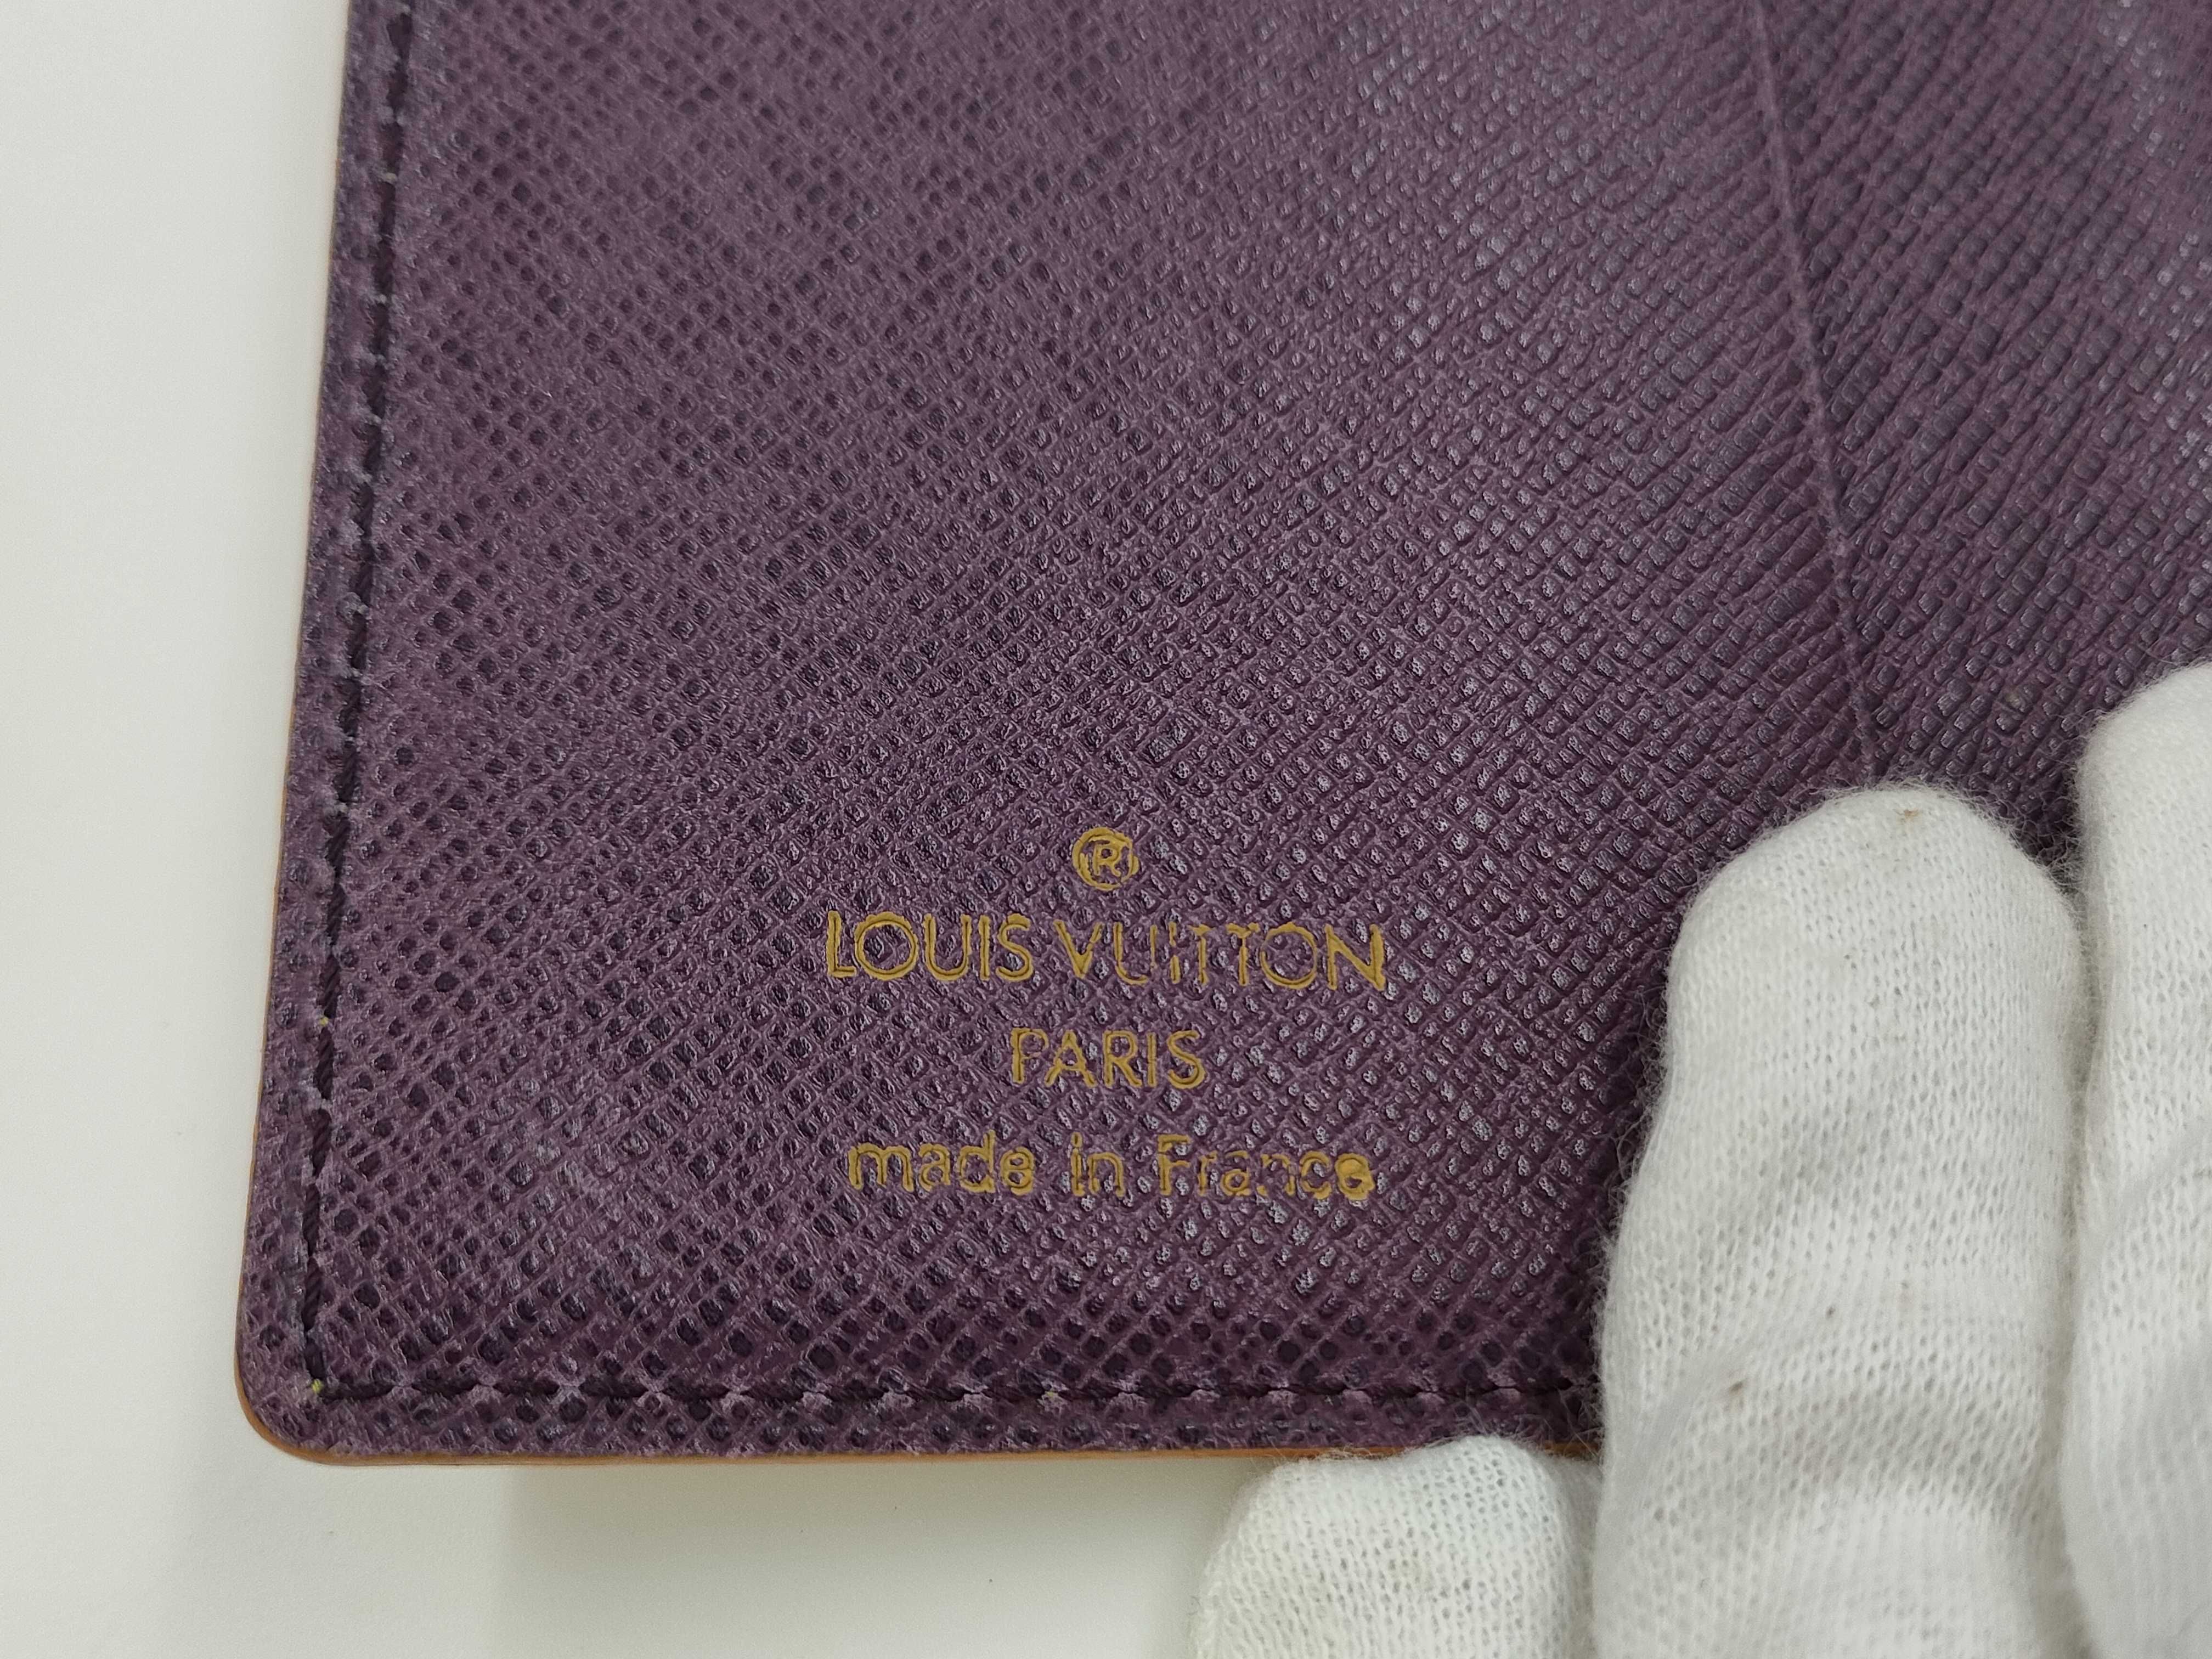 ®
LOUIS VUITTON
PARIS
made in France